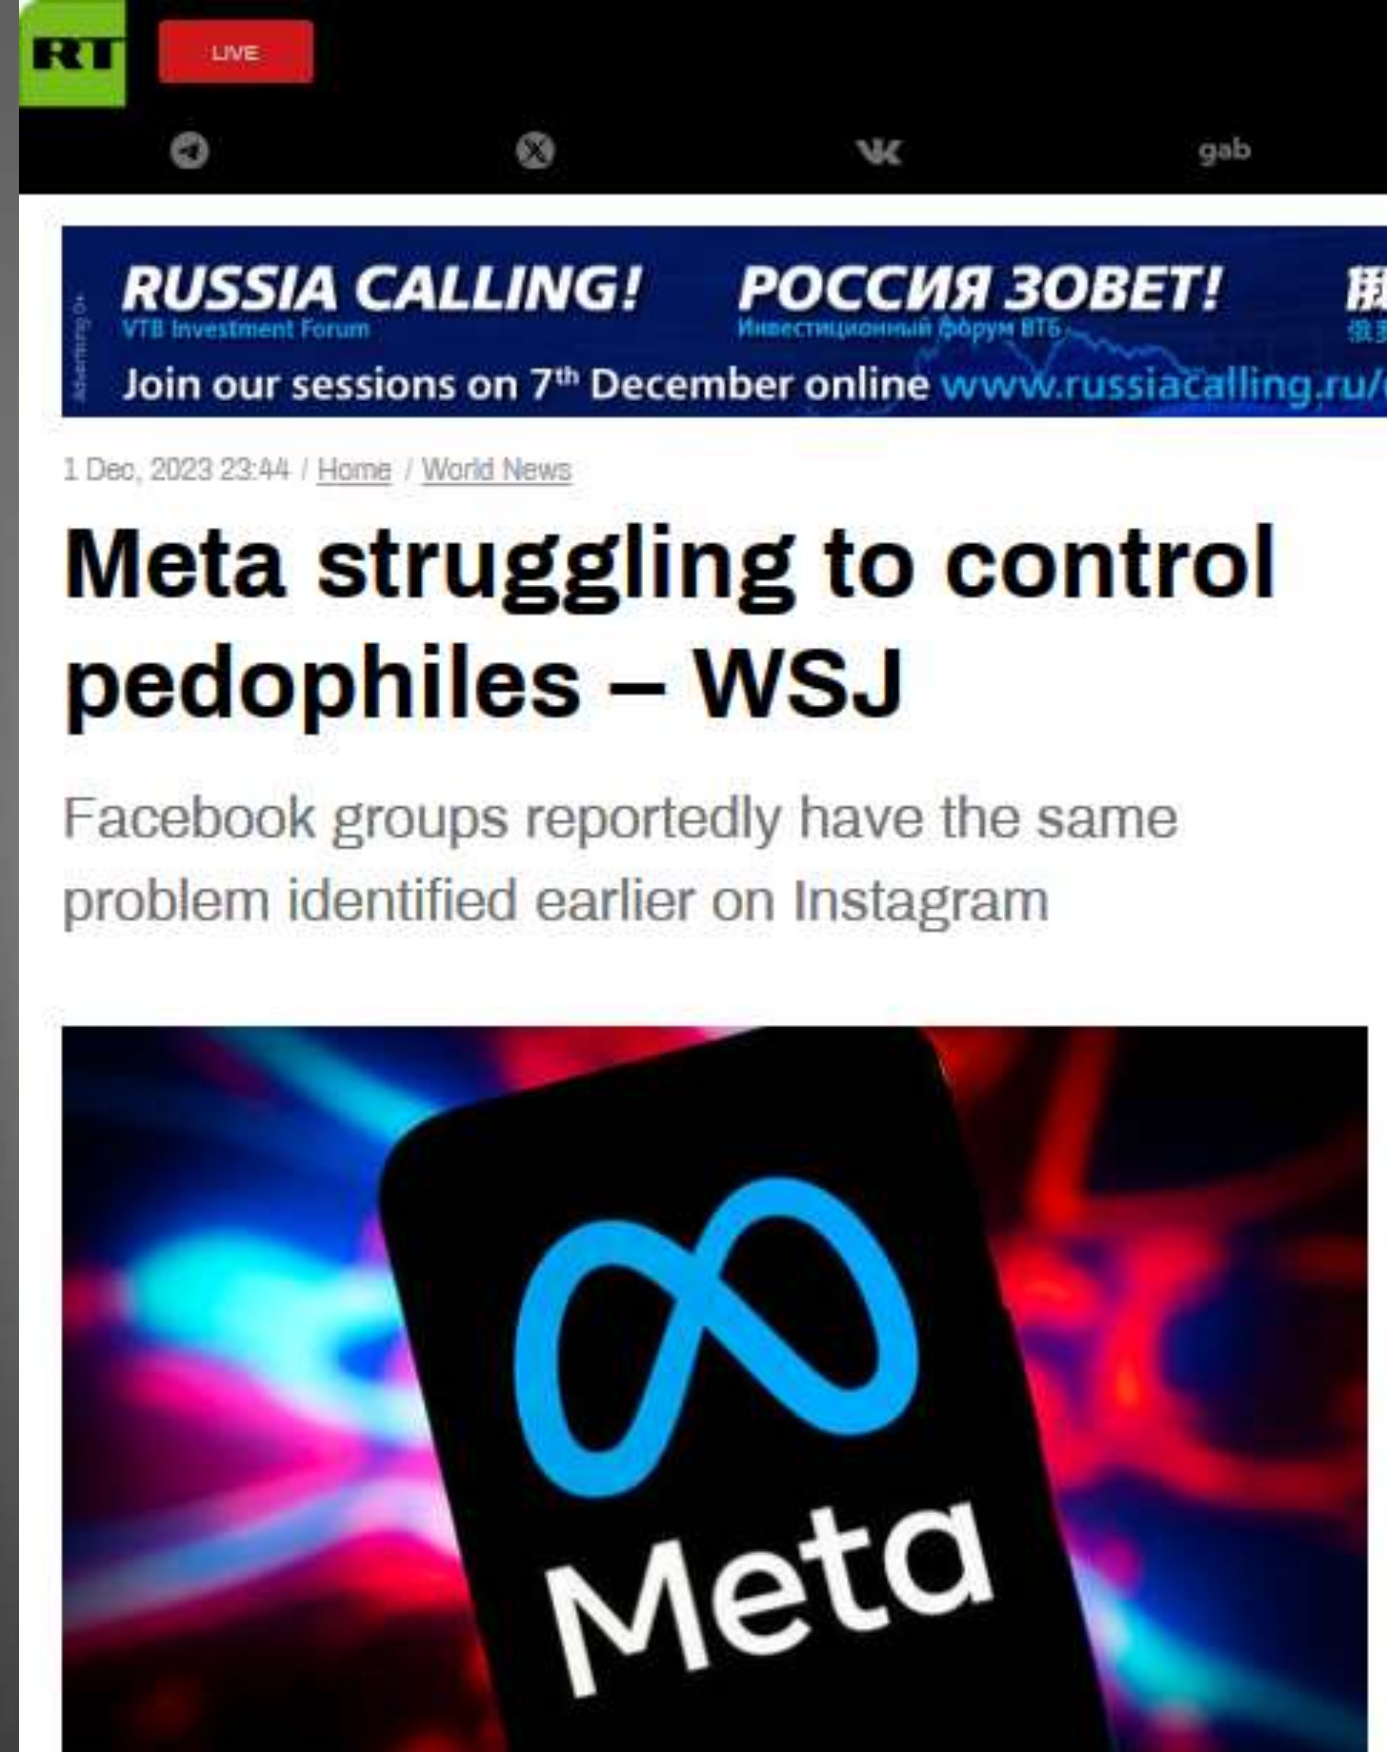 RT
LIVE
gab
RUSSIA CALLING! РОССИЯ ЗОВЕТ!
VTB Investment Forum Инвестиционный форум ВТБ
Advertising 0+
Join our sessions on 7th December online www.russiacalling.ru/
1 Dec, 2023 23:44 / Home / World News
Meta struggling to control
pedophiles – WSJ
Facebook groups reportedly have the same
problem identified earlier on Instagram
Meta